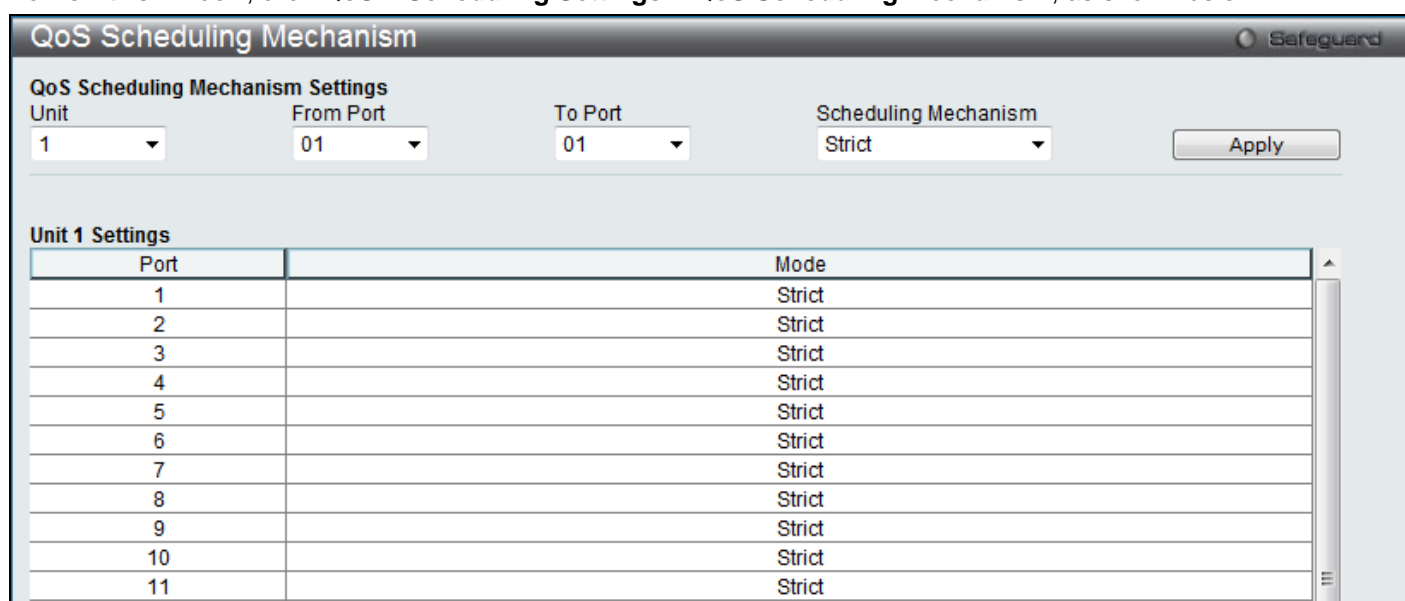 QoS Scheduling Mechanism Safeguard
QoS Scheduling Mechanism Settings
Unit From Port To Port Scheduling Mechanism
1 01 01 Strict Apply
Unit 1 Settings
Port Mode
1 Strict
2 Strict
3 Strict
4 Strict
5 Strict
6 Strict
7 Strict
8 Strict
9 Strict
10 Strict
11 Strict